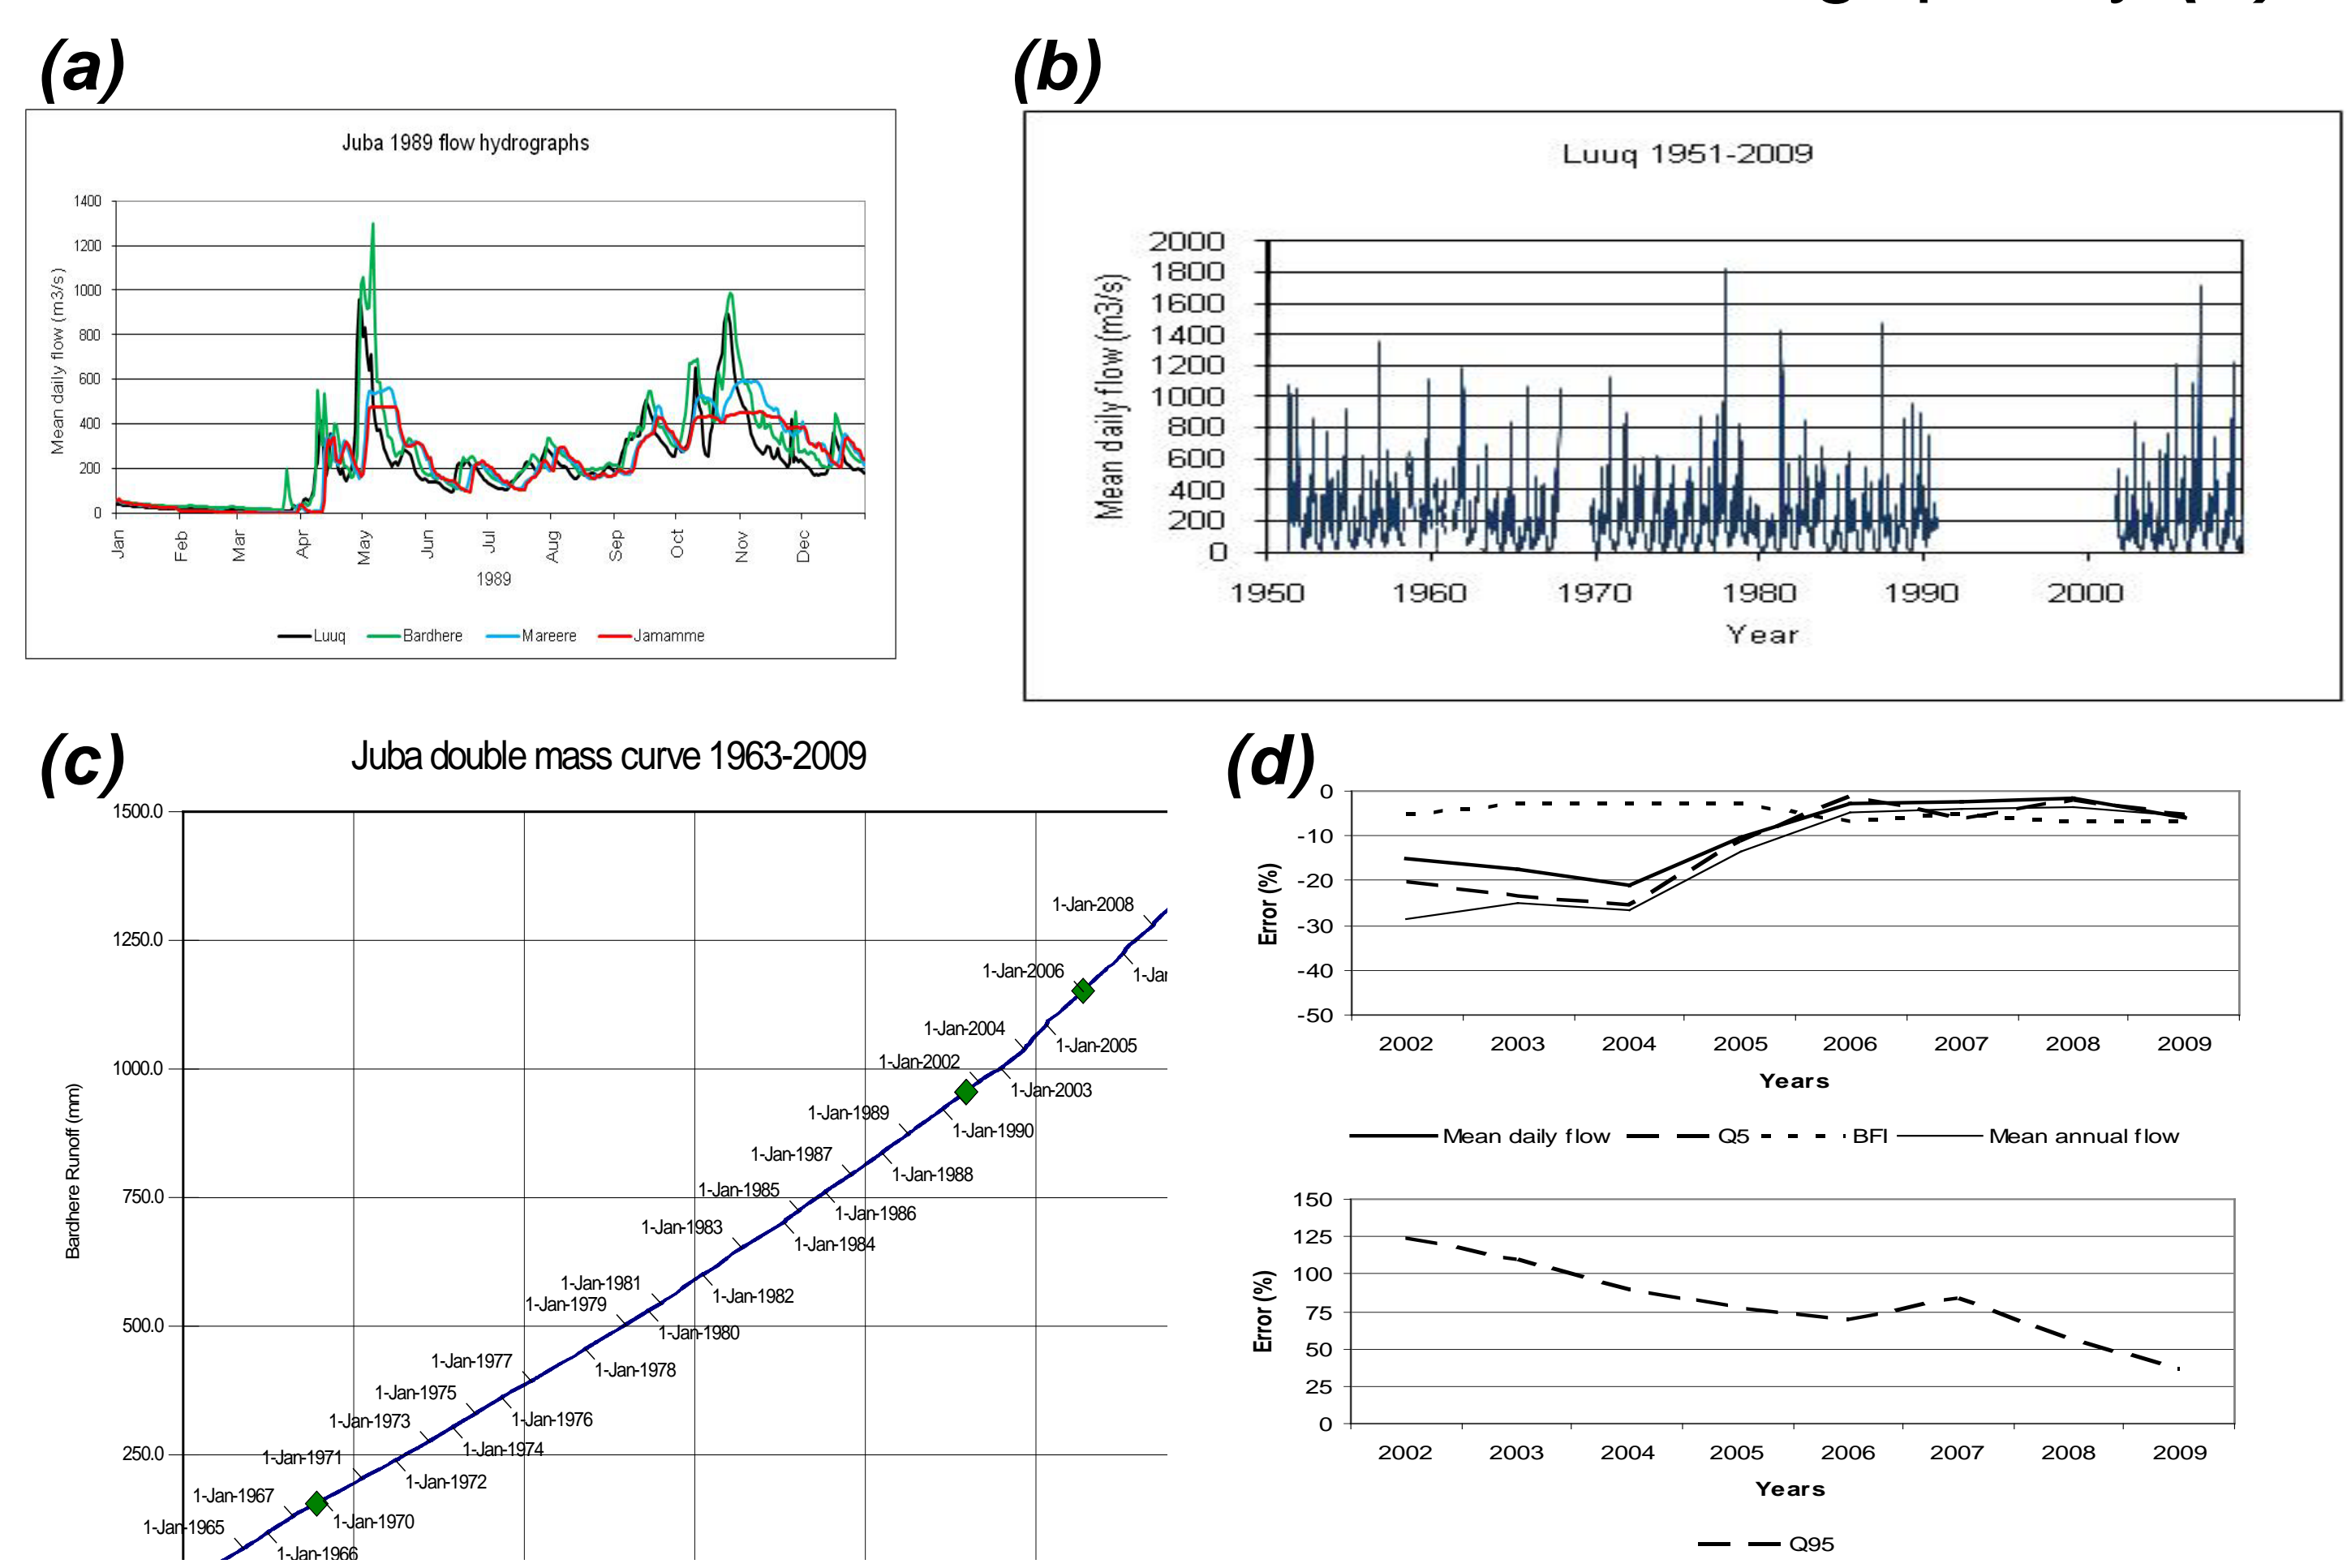 (a)
Juba 1989 flow hydrographs
Mean daily flow (m3/s)
1400
1200
1000
800
600
400
200
0
Jan Feb Mar Apr May Jun Jul Aug Sep Oct Nov Dec
1989
Luuq Bardhere Mareere Jamamme
(b)
Luuq 1951-2009
Mean daily flow (m3/s)
2000
1800
1600
1400
1200
1000
800
600
400
200
0
1950 1960 1970 1980 1990 2000
Year
(c)
Juba double mass curve 1963-2009
Bardhere Runoff (mm)
1500.0
1250.0
1000.0
750.0
500.0
250.0
1-Jan-2008
1-Jan-2006
1-Jan-2004
1-Jan-2005
1-Jan-2002
1-Jan-2003
1-Jan-1989
1-Jan-1990
1-Jan-1987
1-Jan-1988
1-Jan-1985
1-Jan-1986
1-Jan-1983
1-Jan-1984
1-Jan-1981
1-Jan-1982
1-Jan-1979
1-Jan-1980
1-Jan-1977
1-Jan-1978
1-Jan-1975
1-Jan-1976
1-Jan-1973
1-Jan-1974
1-Jan-1971
1-Jan-1972
1-Jan-1967
1-Jan-1970
1-Jan-1965
1-Jan-1966
(d)
Error (%)
0
-10
-20
-30
-40
-50
2002 2003 2004 2005 2006 2007 2008 2009
Years
Mean daily flow Q5 BFI Mean annual flow
Error (%)
150
125
100
75
50
25
0
2002 2003 2004 2005 2006 2007 2008 2009
Years
Q95